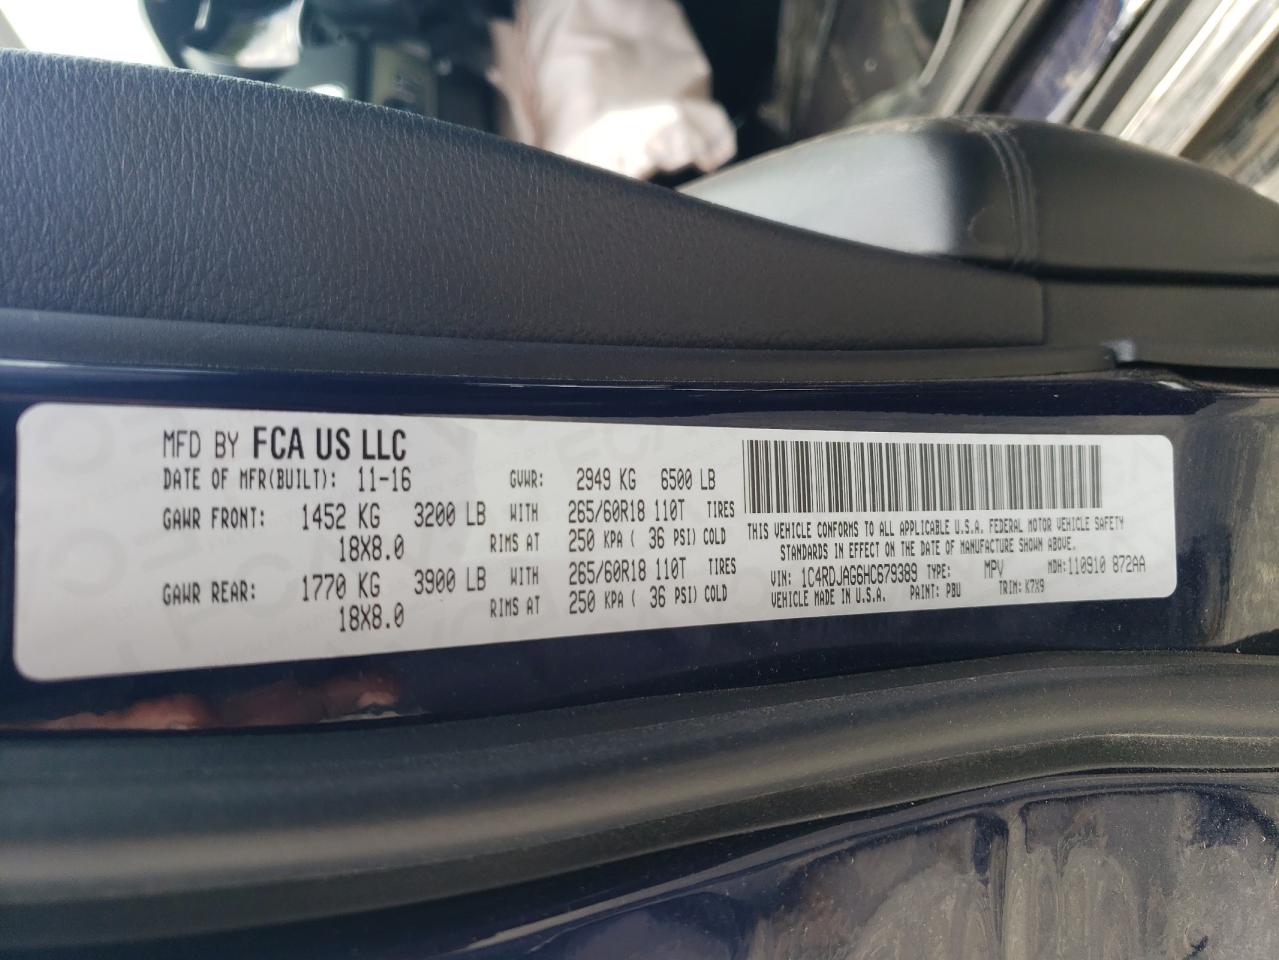 MFD BY FCA US LLC
DATE OF MFR(BUILT): 11-16 GVWR: 2949 KG 6500 LB
GAWR FRONT: 1452 KG 3200 LB WITH 265/60R18 110T TIRES
18X8.0 RIMS AT 250 KPA ( 36 PSI) COLD
GAWR REAR: 1770 KG 3900 LB WITH 265/60R18 110T TIRES
18X8.0 RIMS AT 250 KPA ( 36 PSI) COLD
THIS VEHICLE CONFORMS TO ALL APPLICABLE U.S.A. FEDERAL MOTOR VEHICLE SAFETY
STANDARDS IN EFFECT ON THE DATE OF MANUFACTURE SHOWN ABOVE.
VIN: 1C4RDJAG6HC679389 TYPE: MPV MDH:110910 872AA
VEHICLE MADE IN U.S.A. PAINT: PBU TRIM: K7X9